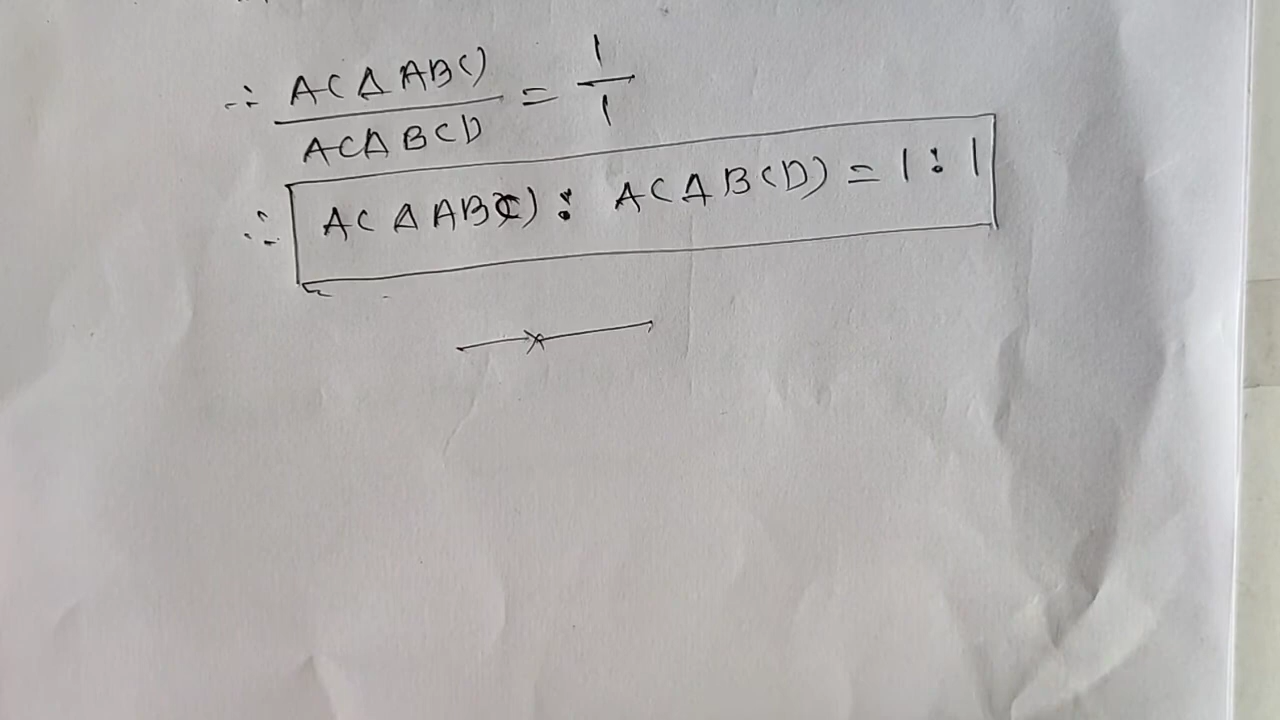 ∴ A(Δ ABC) / A(Δ BCD = 1/1
∴ A(Δ ABC) : A(Δ BCD) = 1 : 1